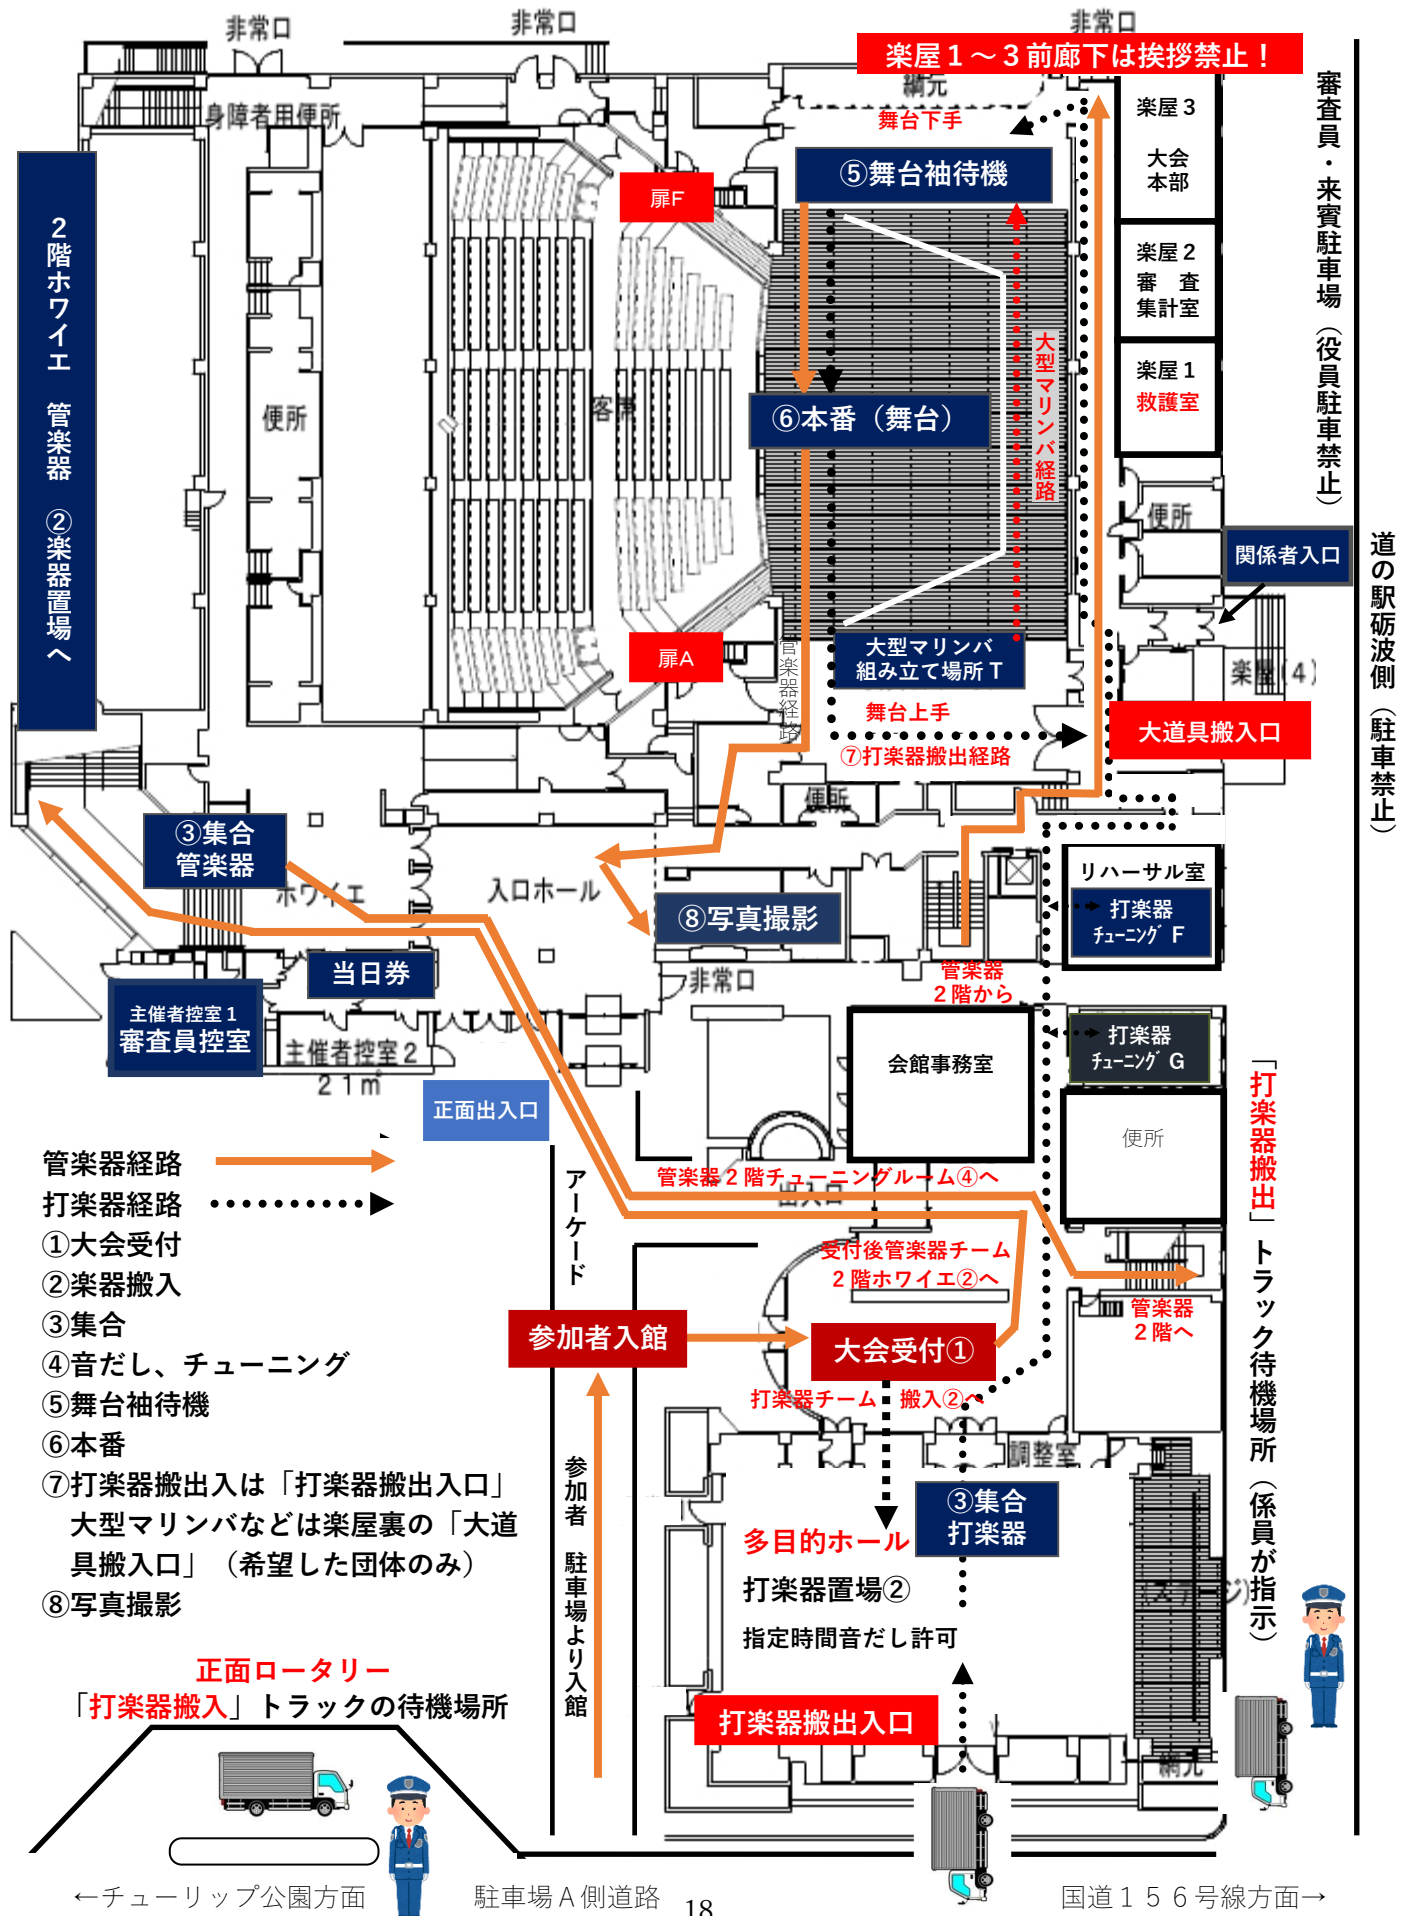 非常口
非常口
非常口
楽屋１～３前廊下は挨拶禁止！
網元
身障者用便所
舞台下手
楽屋３
大会
本部
審査員・来賓駐車場（役員駐車禁止）
⑤舞台袖待機
扉F
２階ホワイエ　管楽器　②楽器置場へ
楽屋２
審　査
集計室
大型マリンバ経路
楽屋１
救護室
便所
客席
⑥本番（舞台）
便所
関係者入口
道の駅砺波側（駐車禁止）
扉A
管楽器経路
大型マリンバ
組み立て場所Ｔ
楽屋(４)
舞台上手
大道具搬入口
⑦打楽器搬出経路
便所
③集合
管楽器
ホワイエ
入口ホール
リハーサル室
⑧写真撮影
打楽器
ﾁｭｰﾆﾝｸﾞ F
当日券
非常口
管楽器
２階から
主催者控室１
審査員控室
主催者控室２
２１㎡
会館事務室
打楽器
ﾁｭｰﾆﾝｸﾞ G
正面出入口
便所
「打楽器搬出」トラック待機場所（係員が指示）
管楽器経路
打楽器経路
①大会受付
②楽器搬入
③集合
④音だし、チューニング
⑤舞台袖待機
⑥本番
⑦打楽器搬出入は「打楽器搬出入口」
大型マリンバなどは楽屋裏の「大道
具搬入口」（希望した団体のみ）
⑧写真撮影
アーケード
管楽器２階チューニングルーム④へ
出入口
受付後管楽器チーム
２階ホワイエ②へ
管楽器
２階へ
参加者入館
大会受付①
打楽器チーム　搬入②へ
調整室
参加者　駐車場より入館
③集合
打楽器
多目的ホール
打楽器置場②
指定時間音だし許可
(ステージ)
正面ロータリー
「打楽器搬入」トラックの待機場所
打楽器搬出入口
網元
←チューリップ公園方面
駐車場Ａ側道路
国道１５６号線方面→
18